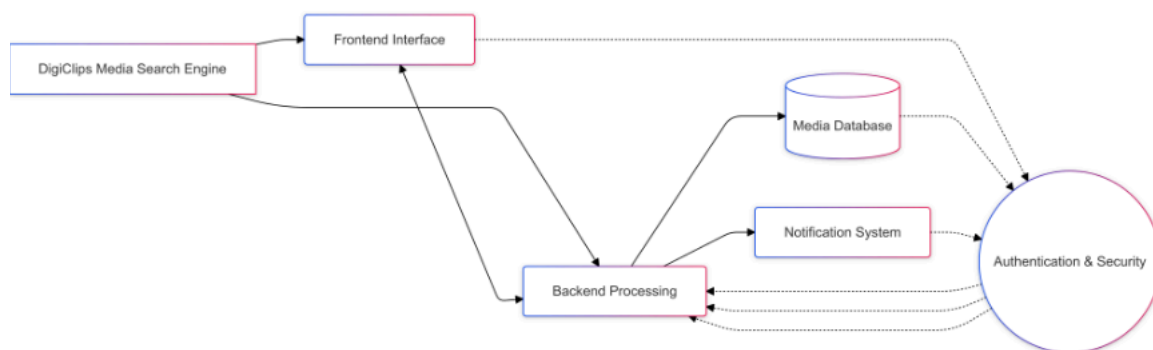 Frontend Interface
DigiClips Media Search Engine
Media Database
Notification System
Authentication & Security
Backend Processing